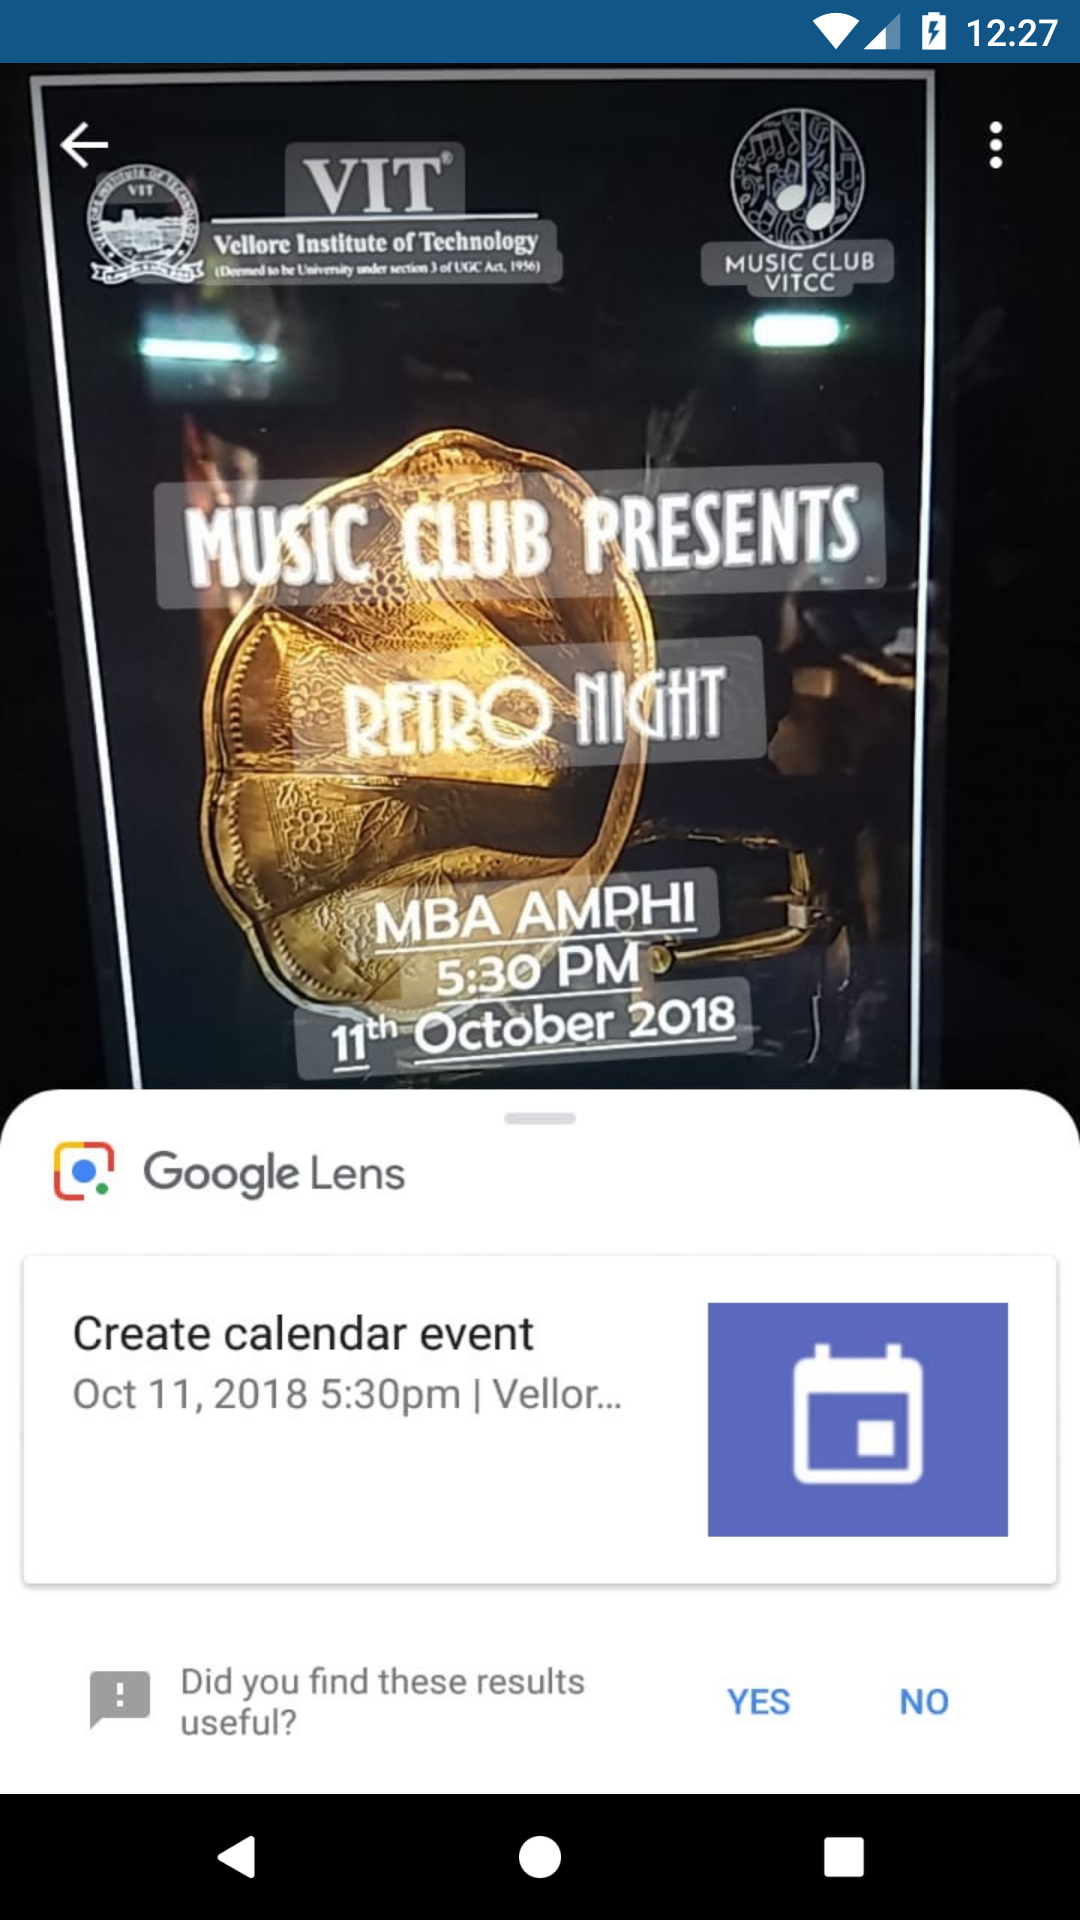 12:27
VIT®
VIT
Vellore Institute of Technology
(Deemed to be University under section 3 of UGC Act, 1956)
MUSIC CLUB
VITCC
MUSIC CLUB PRESENTS
RETRO NIGHT
MBA AMPHI
5:30 PM
11th October 2018
Google Lens
Create calendar event
Oct 11, 2018 5:30pm | Vellor...
Did you find these results
useful?
YES
NO